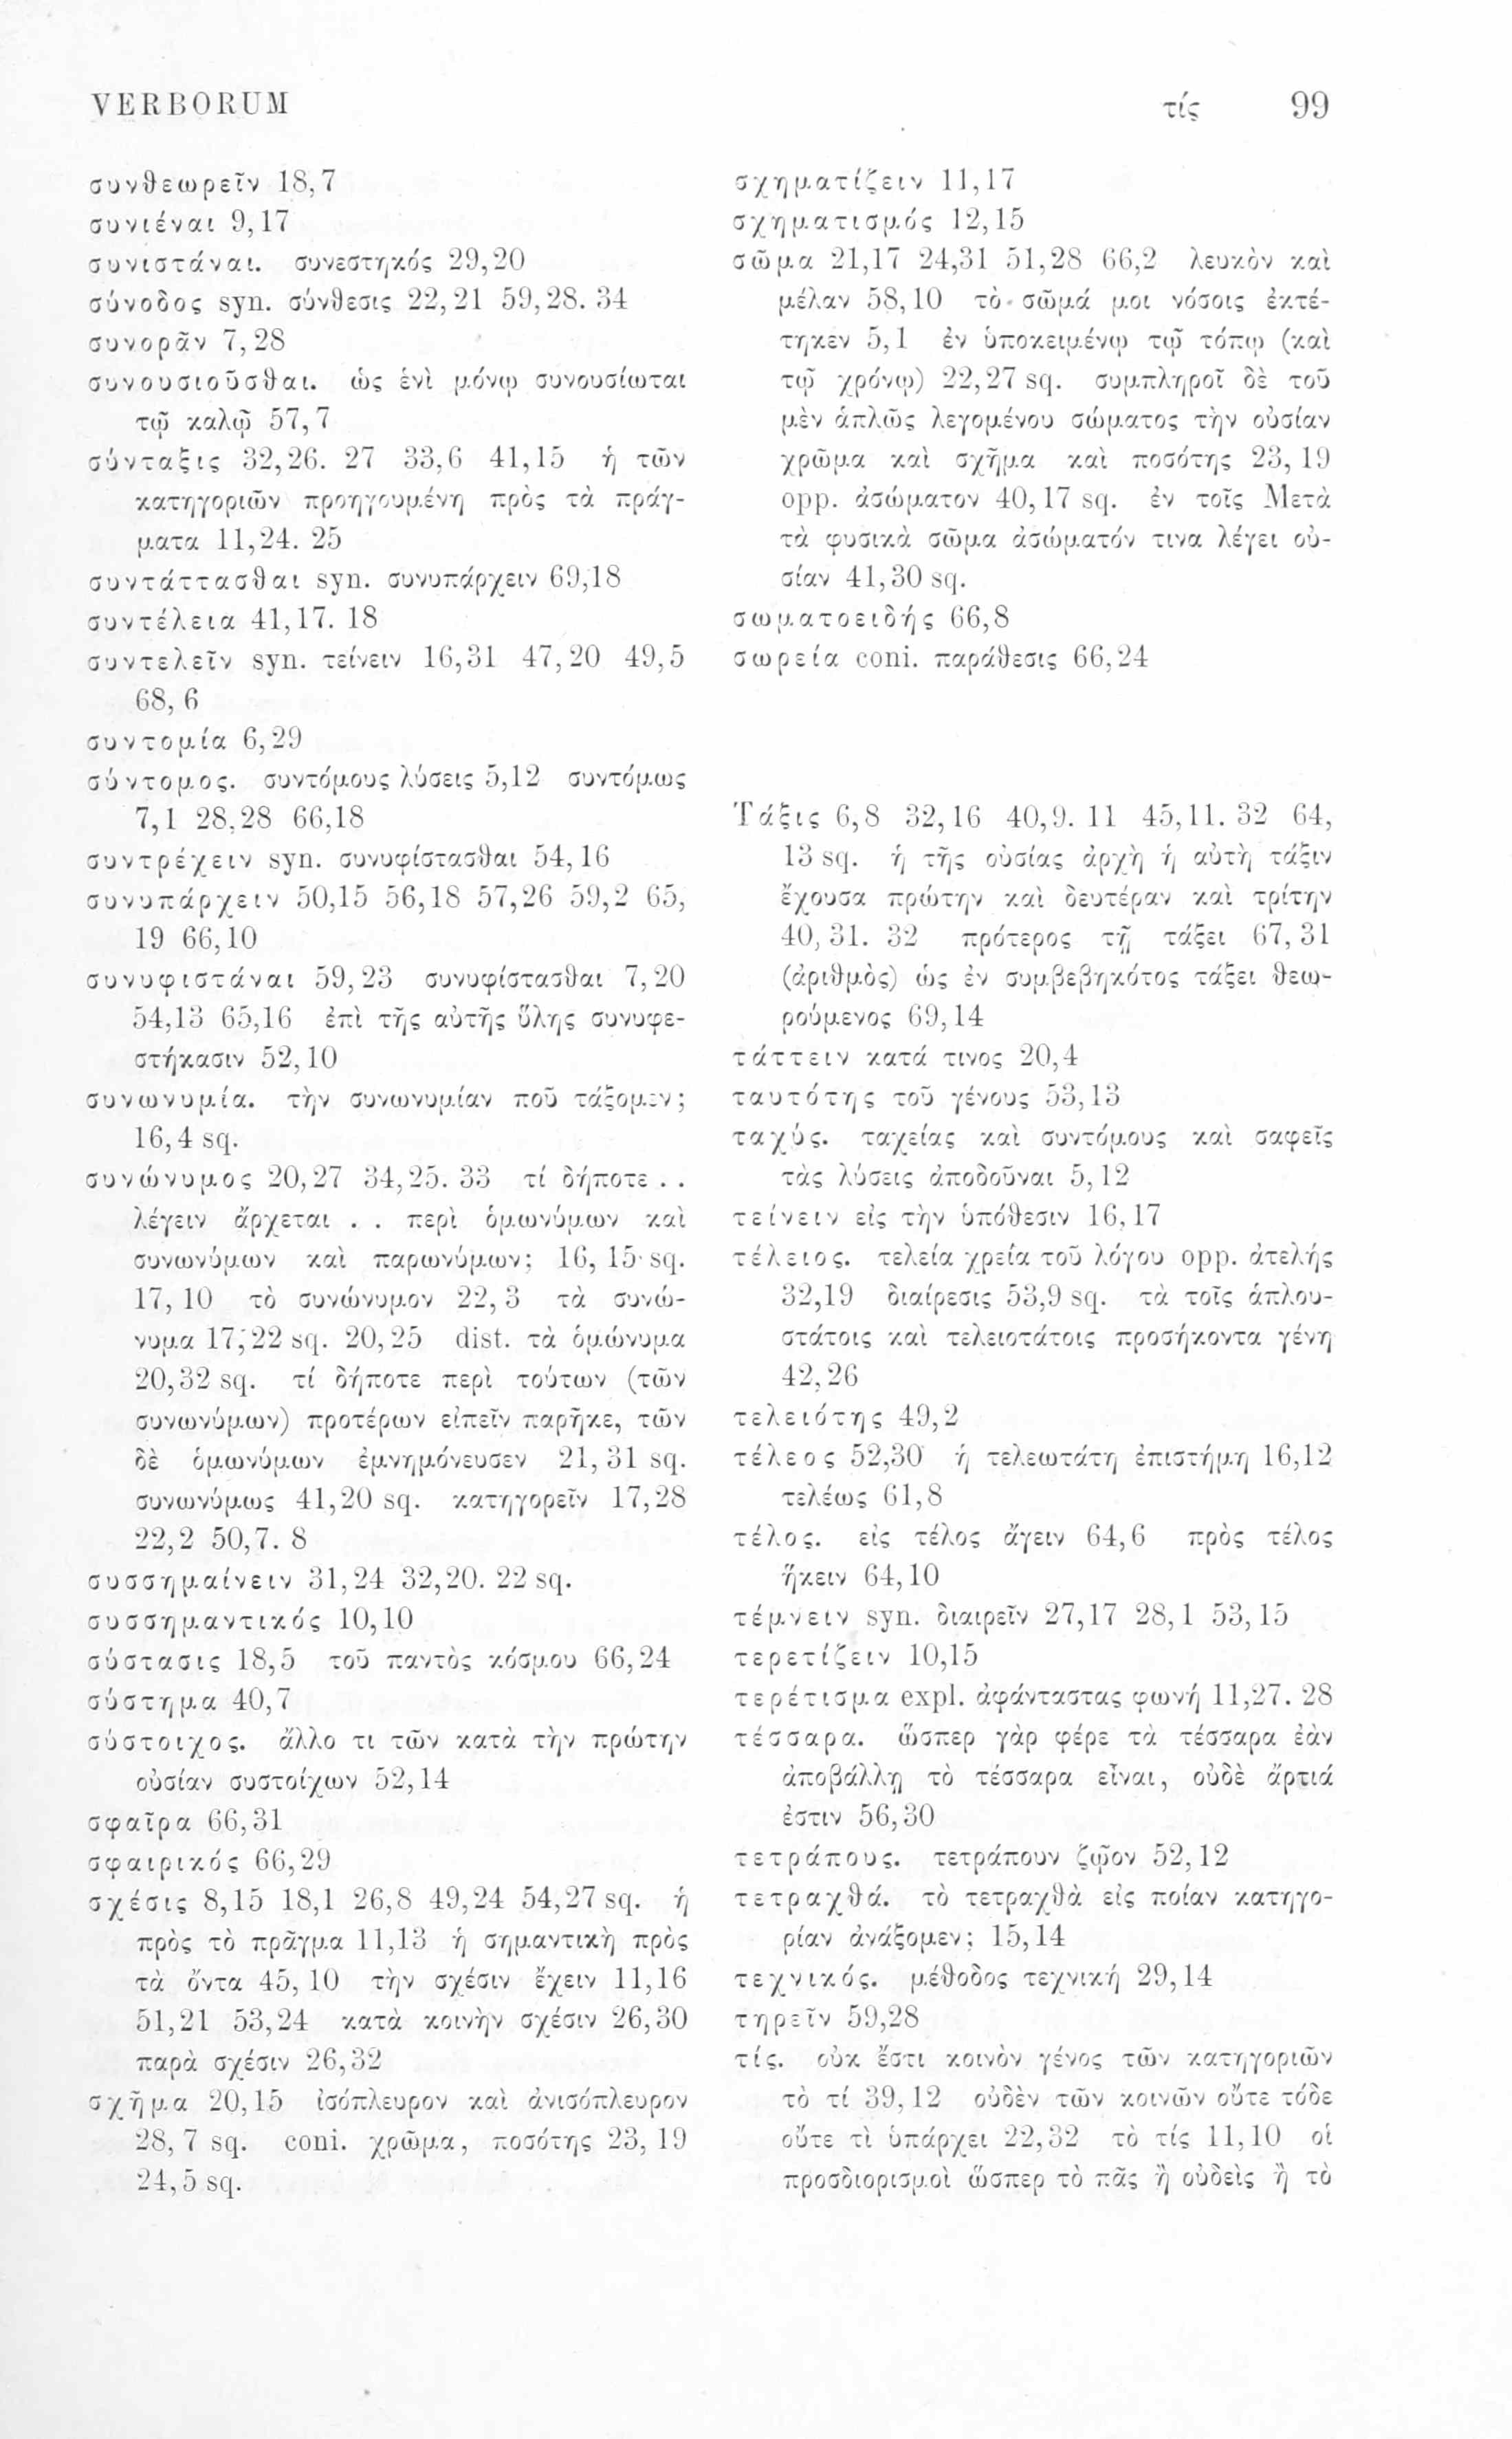 VERBORUM τίς 99
συνθεωρεῖν 18,7
συνιέναι 9,17
συνιστάναι. συνεστηκός 29,20
σύνοδος syn. σύνθεσις 22,21 59,28. 34
συνορᾶν 7,28
συνουσιοῦσθαι. ὡς ἑνὶ μόνῳ συνουσίωται
τῷ καλῷ 57,7
σύνταξις 32,26. 27 33,6 41,15 ἡ τῶν
κατηγοριῶν προηγουμένη πρὸς τὰ πράγ-
ματα 11,24. 25
συντάττασθαι syn. συνυπάρχειν 69,18
συντέλεια 41,17. 18
συντελεῖν syn. τείνειν 16,31 47,20 49,5
68, 6
συντομία 6,29
σύντομος. συντόμους λύσεις 5,12 συντόμως
7,1 28,28 66,18
συντρέχειν syn. συνυφίστασθαι 54,16
συνυπάρχειν 50,15 56,18 57,26 59,2 65,
19 66,10
συνυφιστάναι 59,23 συνυφίστασθαι 7,20
54,13 65,16 ἐπὶ τῆς αὐτῆς ὕλης συνυφε-
στήκασιν 52,10
συνωνυμία. τὴν συνωνυμίαν ποῦ τάξομεν;
16,4 sq.
συνώνυμος 20,27 34,25. 33 τί δήποτε . .
λέγειν ἄρχεται . . περὶ ὁμωνύμων καὶ
συνωνύμων καὶ παρωνύμων; 16, 15 sq.
17, 10 τὸ συνώνυμον 22, 3 τὰ συνώ-
νυμα 17,22 sq. 20,25 dist. τὰ ὁμώνυμα
20,32 sq. τί δήποτε περὶ τούτων (τῶν
συνωνύμων) προτέρων εἰπεῖν παρῆκε, τῶν
δὲ ὁμωνύμων ἐμνημόνευσεν 21, 31 sq.
συνωνύμως 41,20 sq. κατηγορεῖν 17,28
22,2 50,7. 8
συσσημαίνειν 31,24 32,20. 22 sq.
συσσημαντικός 10,10
σύστασις 18,5 τοῦ παντὸς κόσμου 66,24
σύστημα 40,7
σύστοιχος. ἄλλο τι τῶν κατὰ τὴν πρώτην
οὐσίαν συστοίχων 52,14
σφαῖρα 66,31
σφαιρικός 66,29
σχέσις 8,15 18,1 26,8 49,24 54,27 sq. ἡ
πρὸς τὸ πρᾶγμα 11,13 ἡ σημαντικὴ πρὸς
τὰ ὄντα 45, 10 τὴν σχέσιν ἔχειν 11,16
51,21 53,24 κατὰ κοινὴν σχέσιν 26,30
παρὰ σχέσιν 26,32
σχῆμα 20,15 ἰσόπλευρον καὶ ἀνισόπλευρον
28, 7 sq. coni. χρῶμα, ποσότης 23, 19
24,5 sq.
σχηματίζειν 11,17
σχηματισμός 12,15
σῶμα 21,17 24,31 51,28 66,2 λευκὸν καὶ
μέλαν 58,10 τὸ σῶμά μοι νόσοις ἐκτέ-
τηκεν 5,1 ἐν ὑποκειμένῳ τῷ τόπῳ (καὶ
τῷ χρόνῳ) 22,27 sq. συμπληροῖ δὲ τοῦ
μὲν ἁπλῶς λεγομένου σώματος τὴν οὐσίαν
χρῶμα καὶ σχῆμα καὶ ποσότης 23, 19
opp. ἀσώματον 40,17 sq. ἐν τοῖς Μετὰ
τὰ φυσικὰ σῶμα ἀσώματόν τινα λέγει οὐ-
σίαν 41,30 sq.
σωματοειδής 66,8
σωρεία coni. παράθεσις 66,24
Τάξις 6,8 32,16 40,9. 11 45,11. 32 64,
13 sq. ἡ τῆς οὐσίας ἀρχὴ ἡ αὐτὴ τάξιν
ἔχουσα πρώτην καὶ δευτέραν καὶ τρίτην
40, 31. 32 πρότερος τῇ τάξει 67, 31
(ἀριθμὸς) ὡς ἐν συμβεβηκότος τάξει θεω-
ρούμενος 69,14
τάττειν κατά τινος 20,4
ταυτότης τοῦ γένους 53,13
ταχύς. ταχείας καὶ συντόμους καὶ σαφεῖς
τὰς λύσεις ἀποδοῦναι 5,12
τείνειν εἰς τὴν ὑπόθεσιν 16,17
τέλειος. τελεία χρεία τοῦ λόγου opp. ἀτελής
32,19 διαίρεσις 53,9 sq. τὰ τοῖς ἁπλου-
στάτοις καὶ τελειοτάτοις προσήκοντα γένη
42,26
τελειότης 49,2
τέλεος 52,30 ἡ τελεωτάτη ἐπιστήμη 16,12
τελέως 61,8
τέλος. εἰς τέλος ἄγειν 64,6 πρὸς τέλος
ἥκειν 64,10
τέμνειν syn. διαιρεῖν 27,17 28,1 53,15
τερετίζειν 10,15
τερέτισμα expl. ἀφάνταστας φωνή 11,27. 28
τέσσαρα. ὥσπερ γὰρ φέρε τὰ τέσσαρα ἐὰν
ἀποβάλλῃ τὸ τέσσαρα εἶναι, οὐδὲ ἄρτιά
ἐστιν 56,30
τετράπους. τετράπουν ζῷον 52,12
τετραχθά. τὸ τετραχθὰ εἰς ποίαν κατηγο-
ρίαν ἀνάξομεν; 15,14
τεχνικός. μέθοδος τεχνική 29,14
τηρεῖν 59,28
τίς. οὐκ ἔστι κοινὸν γένος τῶν κατηγοριῶν
τὸ τί 39,12 οὐδὲν τῶν κοινῶν οὔτε τόδε
οὔτε τὶ ὑπάρχει 22,32 τὸ τίς 11,10 οἱ
προσδιορισμοὶ ὥσπερ τὸ πᾶς ἢ οὐδεὶς ἢ τὸ